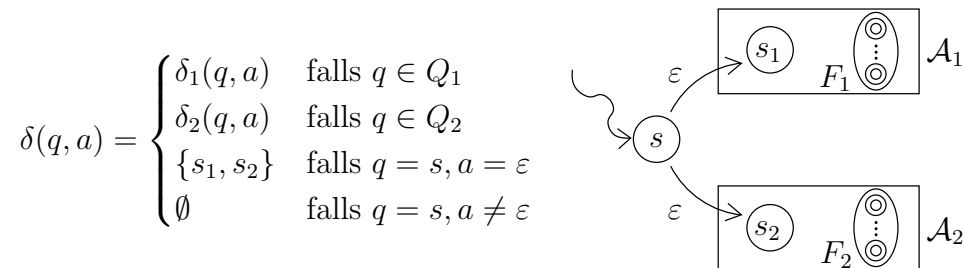 δ(q, a) = { δ₁(q, a) falls q ∈ Q₁
δ₂(q, a) falls q ∈ Q₂
{s₁, s₂} falls q = s, a = ε
∅ falls q = s, a ≠ ε
s₁ F₁ 𝒜₁
ε
s
ε
s₂ F₂ 𝒜₂